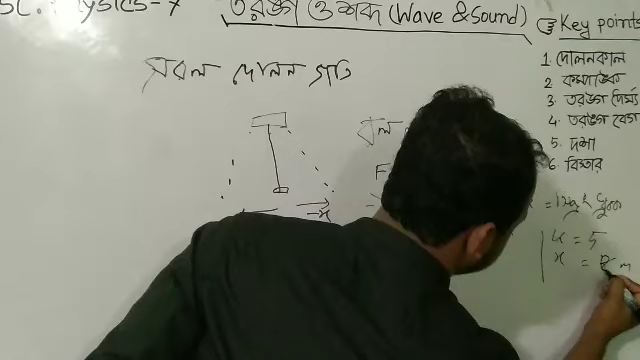 তরঙ্গ ও শব্দ (Wave & Sound)
Key points
1. দোলনকাল
2. কম্পাঙ্ক
3. তরঙ্গ দৈর্ঘ্য
4. তরঙ্গ বেগ
5. দশা
6. বিস্তার
সরল দোলন গতি
বল
F
x
= 5
x =